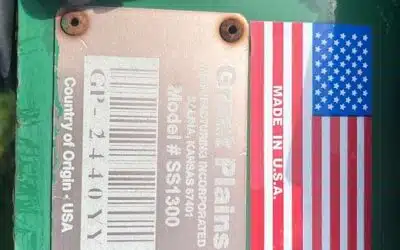 Great Plains
MANUFACTURING INCORPORATED
SALINA, KANSAS 67401
Model # SS1300
GP-2440YY
Country of Origin - USA
MADE IN U.S.A.